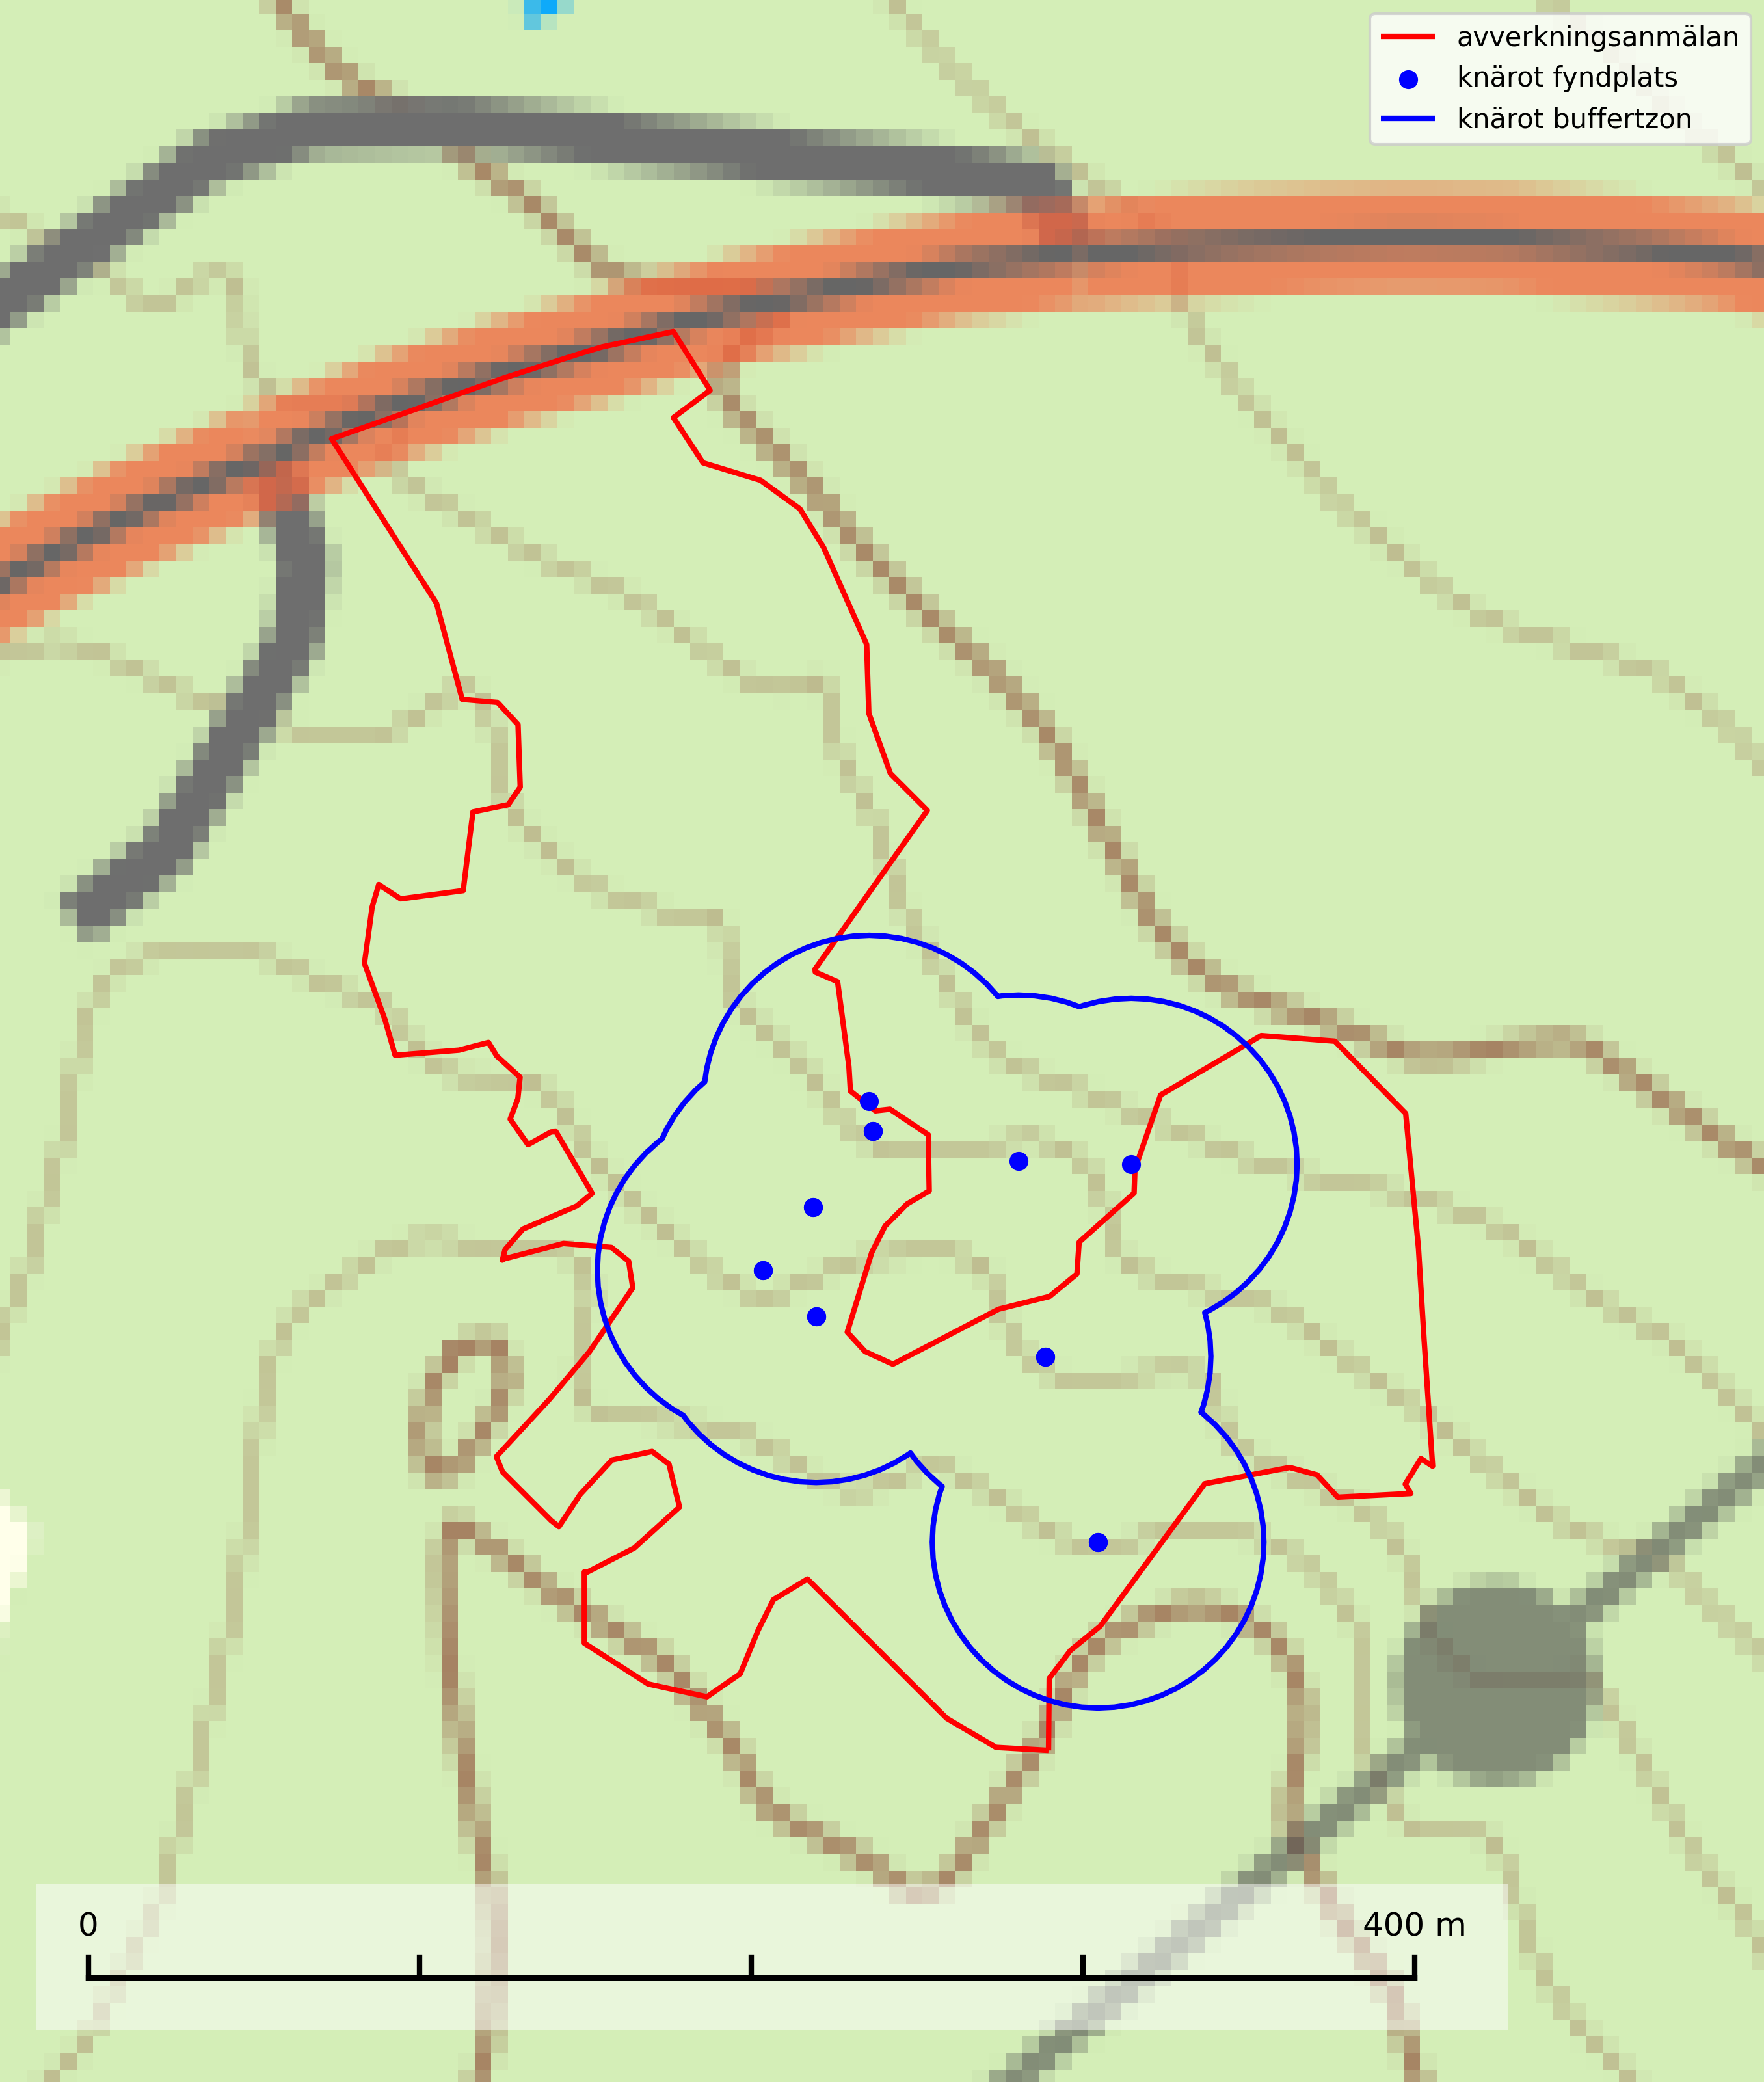 avverkningsanmälan
knärot fyndplats
knärot buffertzon
0 400 m